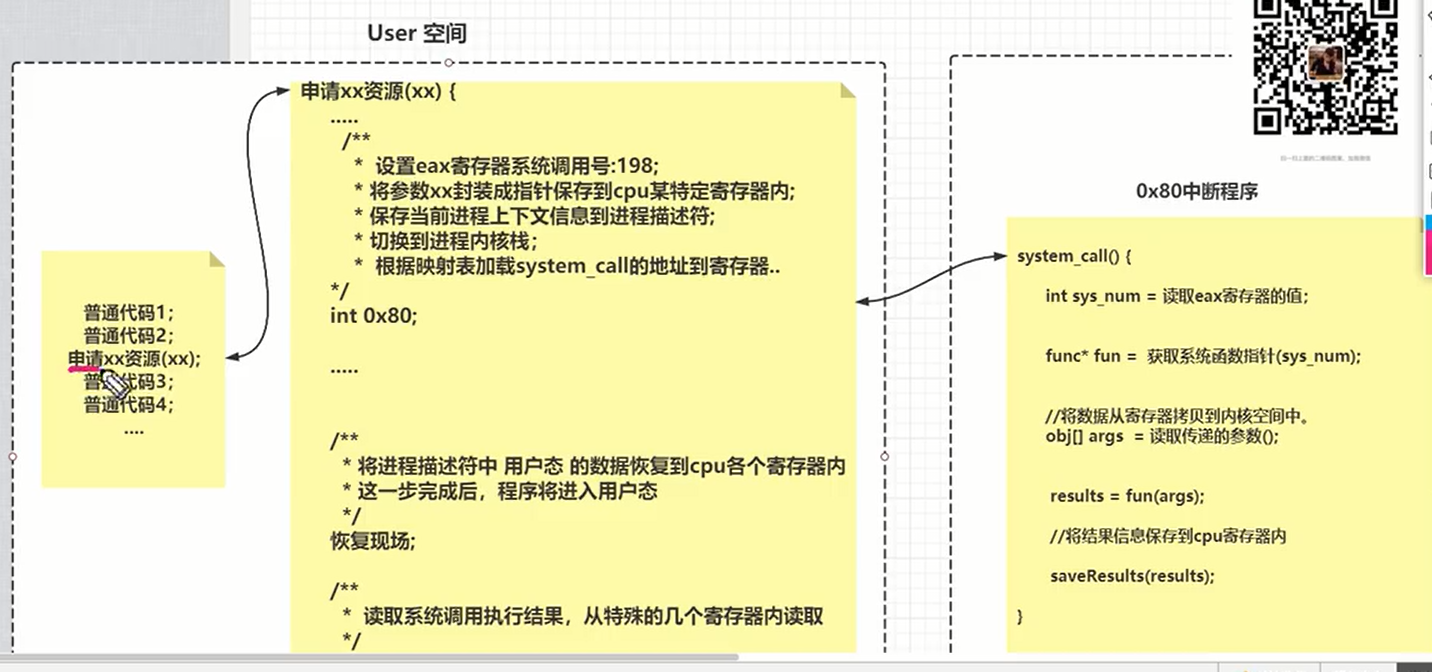 User 空间
普通代码1;
普通代码2;
申请xx资源(xx);
普通代码3;
普通代码4;
....
申请xx资源(xx) {
.....
/**
* 设置eax寄存器系统调用号:198;
* 将参数xx封装成指针保存到cpu某特定寄存器内;
* 保存当前进程上下文信息到进程描述符;
* 切换到进程内核栈;
* 根据映射表加载system_call的地址到寄存器..
*/
int 0x80;
.....
/**
* 将进程描述符中 用户态 的数据恢复到cpu各个寄存器内
* 这一步完成后，程序将进入用户态
*/
恢复现场;
/**
* 读取系统调用执行结果，从特殊的几个寄存器内读取
*/
0x80中断程序
system_call() {
int sys_num = 读取eax寄存器的值;
func* fun = 获取系统函数指针(sys_num);
//将数据从寄存器拷贝到内核空间中。
obj[] args = 读取传递的参数();
results = fun(args);
//将结果信息保存到cpu寄存器内
saveResults(results);
}